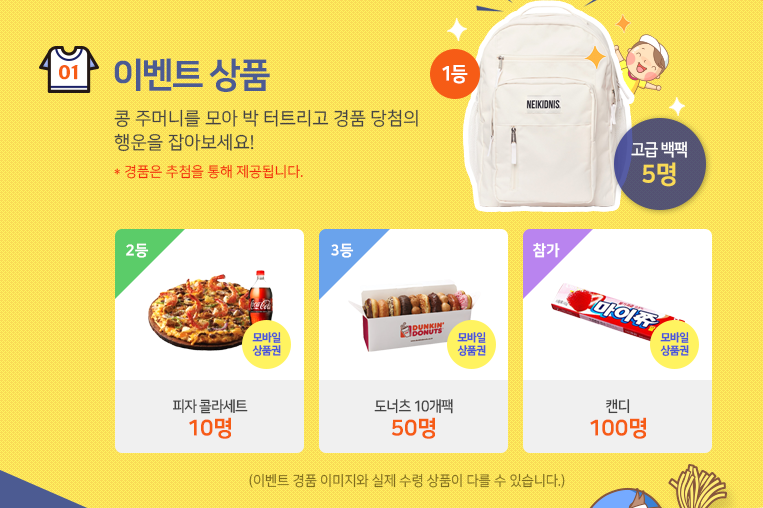 01
이벤트 상품
콩 주머니를 모아 박 터트리고 경품 당첨의
행운을 잡아보세요!
* 경품은 추첨을 통해 제공됩니다.
1등
NEIKIDNIS.
고급 백팩
5명
2등
Coca-Cola
모바일
상품권
피자 콜라세트
10명
3등
DUNKIN'
DONUTS
모바일
상품권
도너츠 10개팩
50명
참가
마이쮸
모바일
상품권
캔디
100명
(이벤트 경품 이미지와 실제 수령 상품이 다를 수 있습니다.)